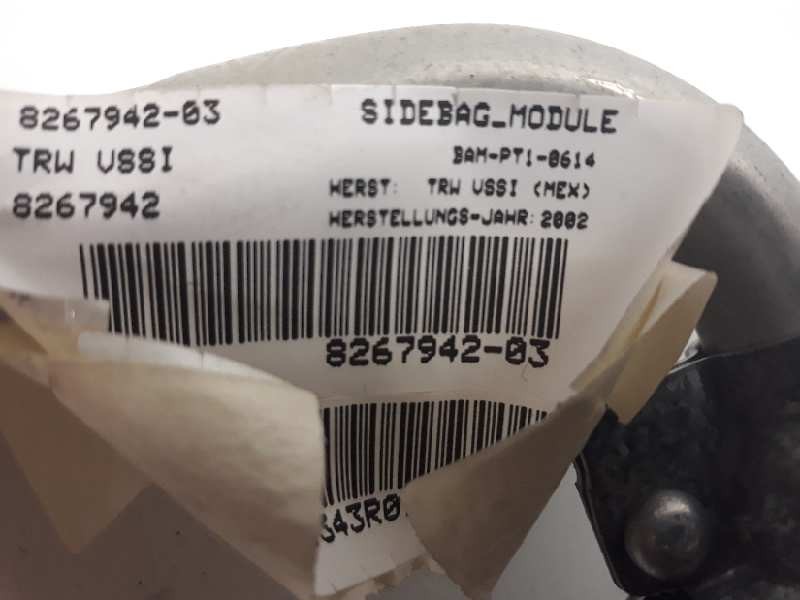 8267942-03
TRW VSSI
8267942
SIDEBAG_MODULE
BAM-PT1-0614
HERST: TRW VSSI (MEX)
HERSTELLUNGS-JAHR: 2002
8267942-03
343R0